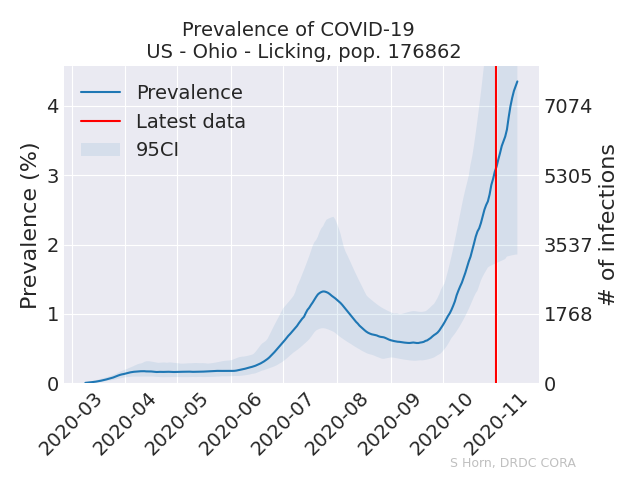 Prevalence of COVID-19
US - Ohio - Licking, pop. 176862
Prevalence
Latest data
95CI
Prevalence (%)
4
3
2
1
0
7074
5305
3537
1768
0
# of infections
2020-03
2020-04
2020-05
2020-06
2020-07
2020-08
2020-09
2020-10
2020-11
S Horn, DRDC CORA